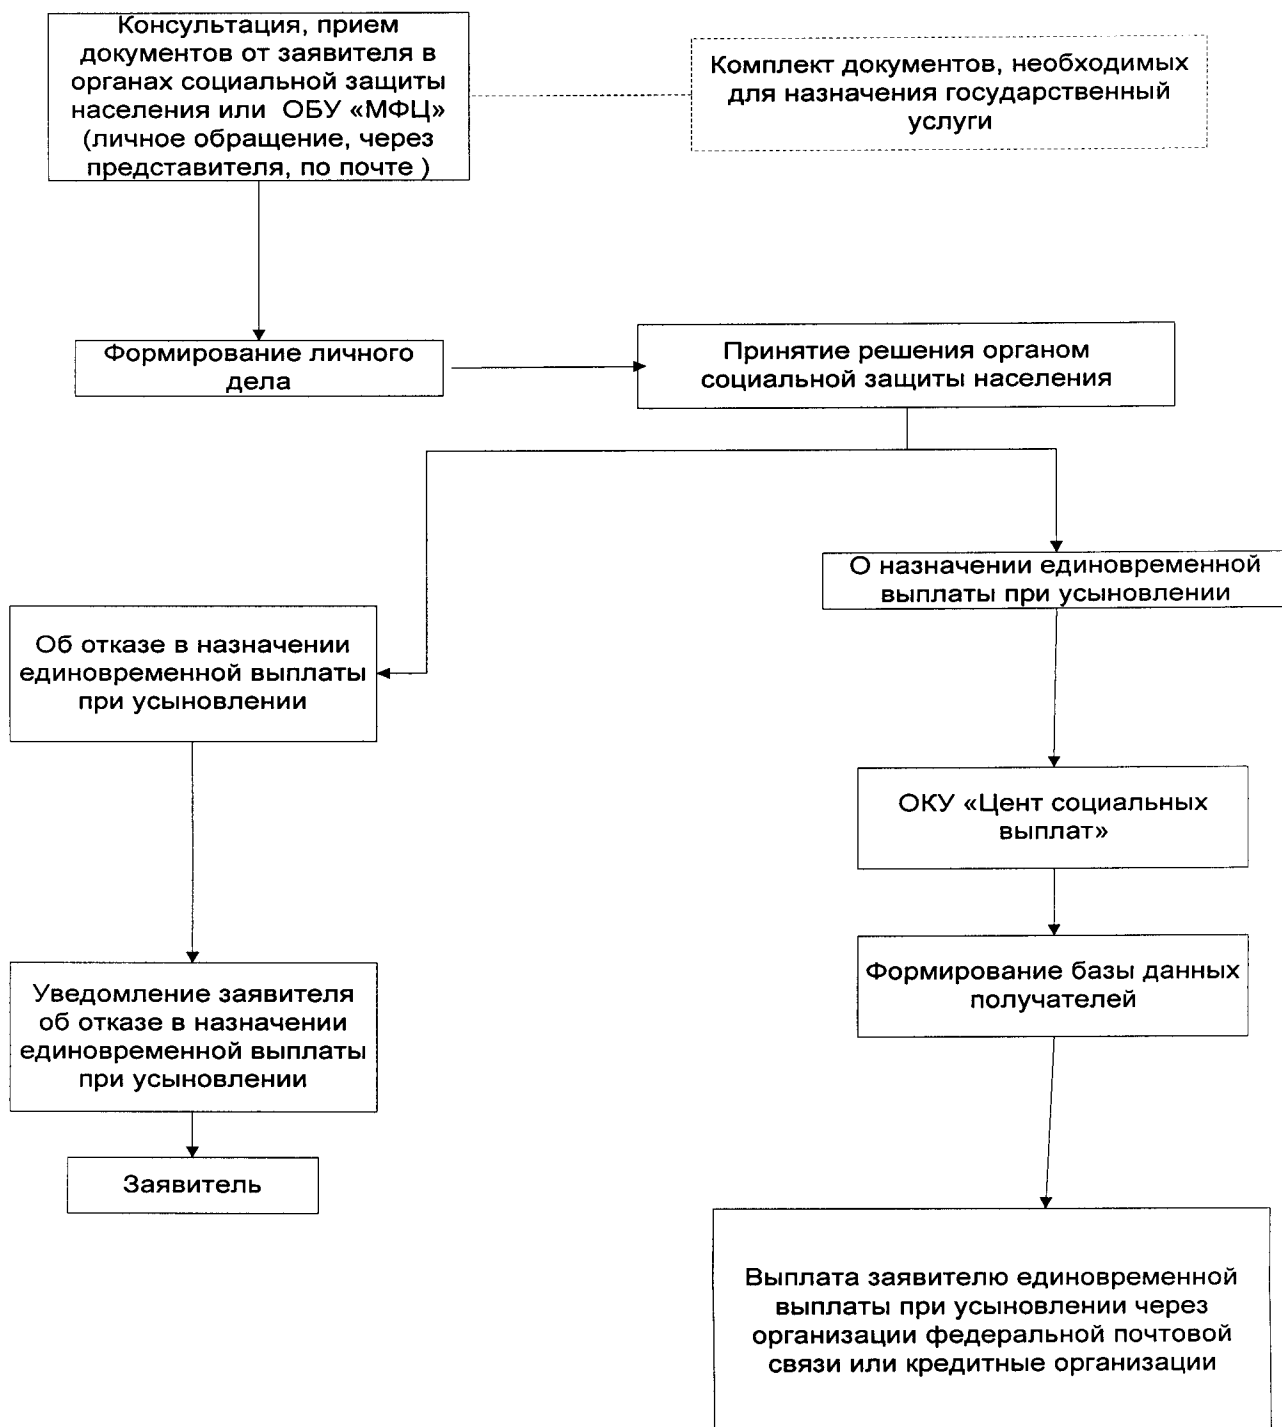 Консультация, прием
документов от заявителя в
органах социальной защиты
населения или ОБУ «МФЦ»
(личное обращение, через
представителя, по почте )
Комплект документов, необходимых
для назначения государственный
услуги
Формирование личного
дела
Принятие решения органом
социальной защиты населения
О назначении единовременной
выплаты при усыновлении
Об отказе в назначении
единовременной выплаты
при усыновлении
ОКУ «Цент социальных
выплат»
Формирование базы данных
получателей
Уведомление заявителя
об отказе в назначении
единовременной выплаты
при усыновлении
Заявитель
Выплата заявителю единовременной
выплаты при усыновлении через
организации федеральной почтовой
связи или кредитные организации